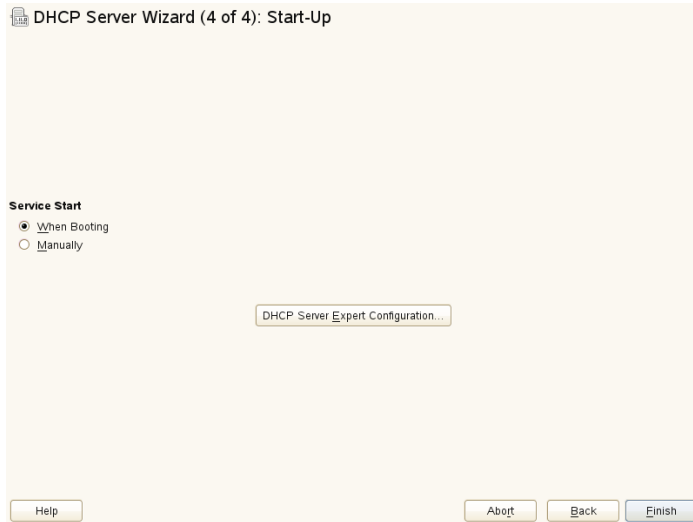 DHCP Server Wizard (4 of 4): Start-Up
Service Start
When Booting
Manually
DHCP Server Expert Configuration...
Help
Abort
Back
Finish